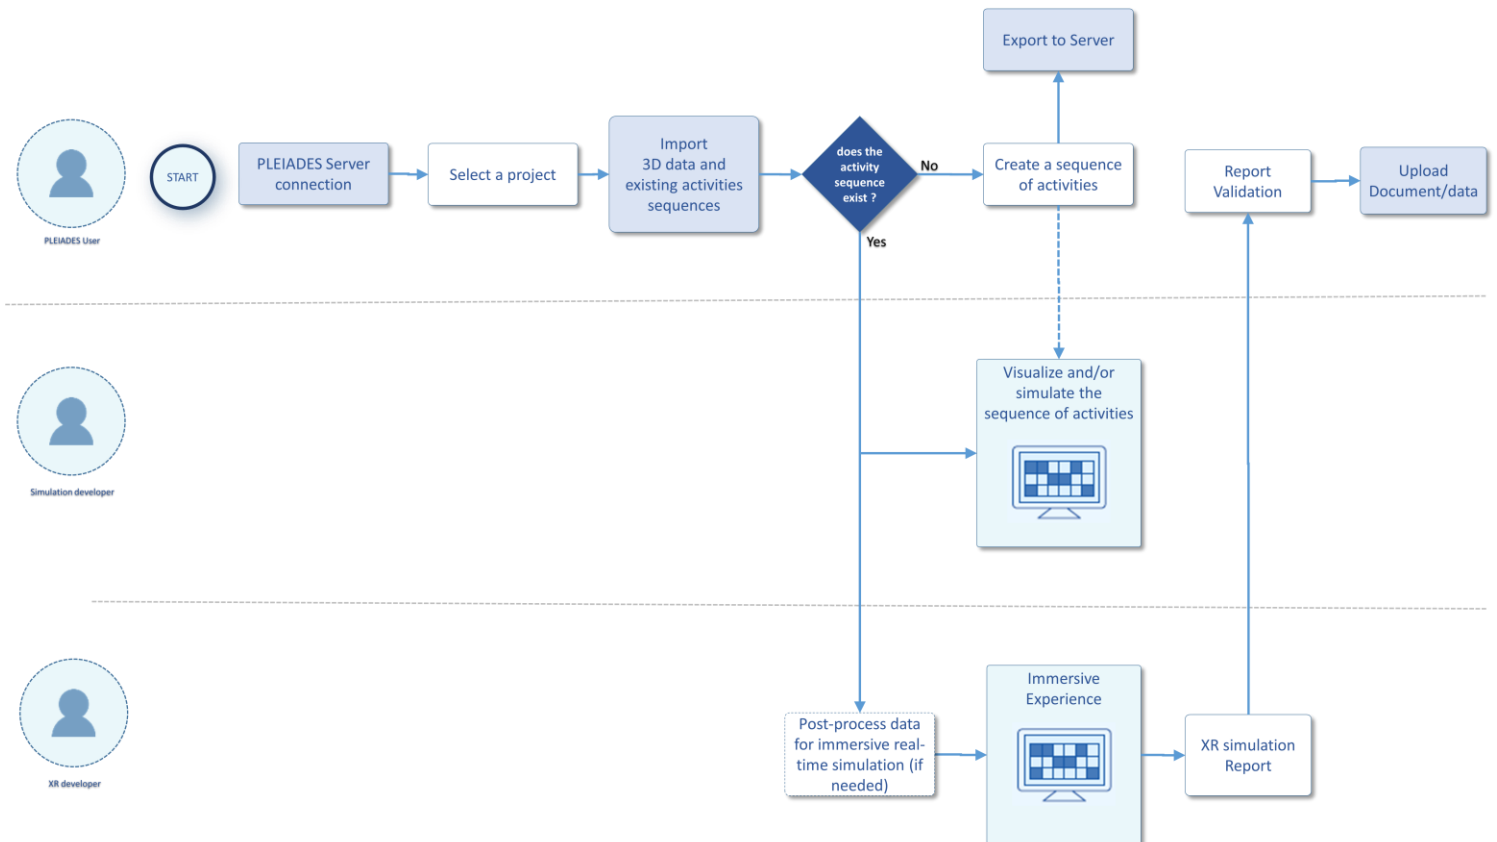 Export to Server
START
PLEIADES Server
connection
Select a project
Import
3D data and
existing activities
sequences
does the
activity
sequence
exist ?
No
Yes
Create a sequence
of activities
Report
Validation
Upload
Document/data
PLEIADES User
Visualize and/or
simulate the
sequence of activities
Simulation developer
Post-process data
for immersive real-
time simulation (if
needed)
Immersive
Experience
XR simulation
Report
XR developer